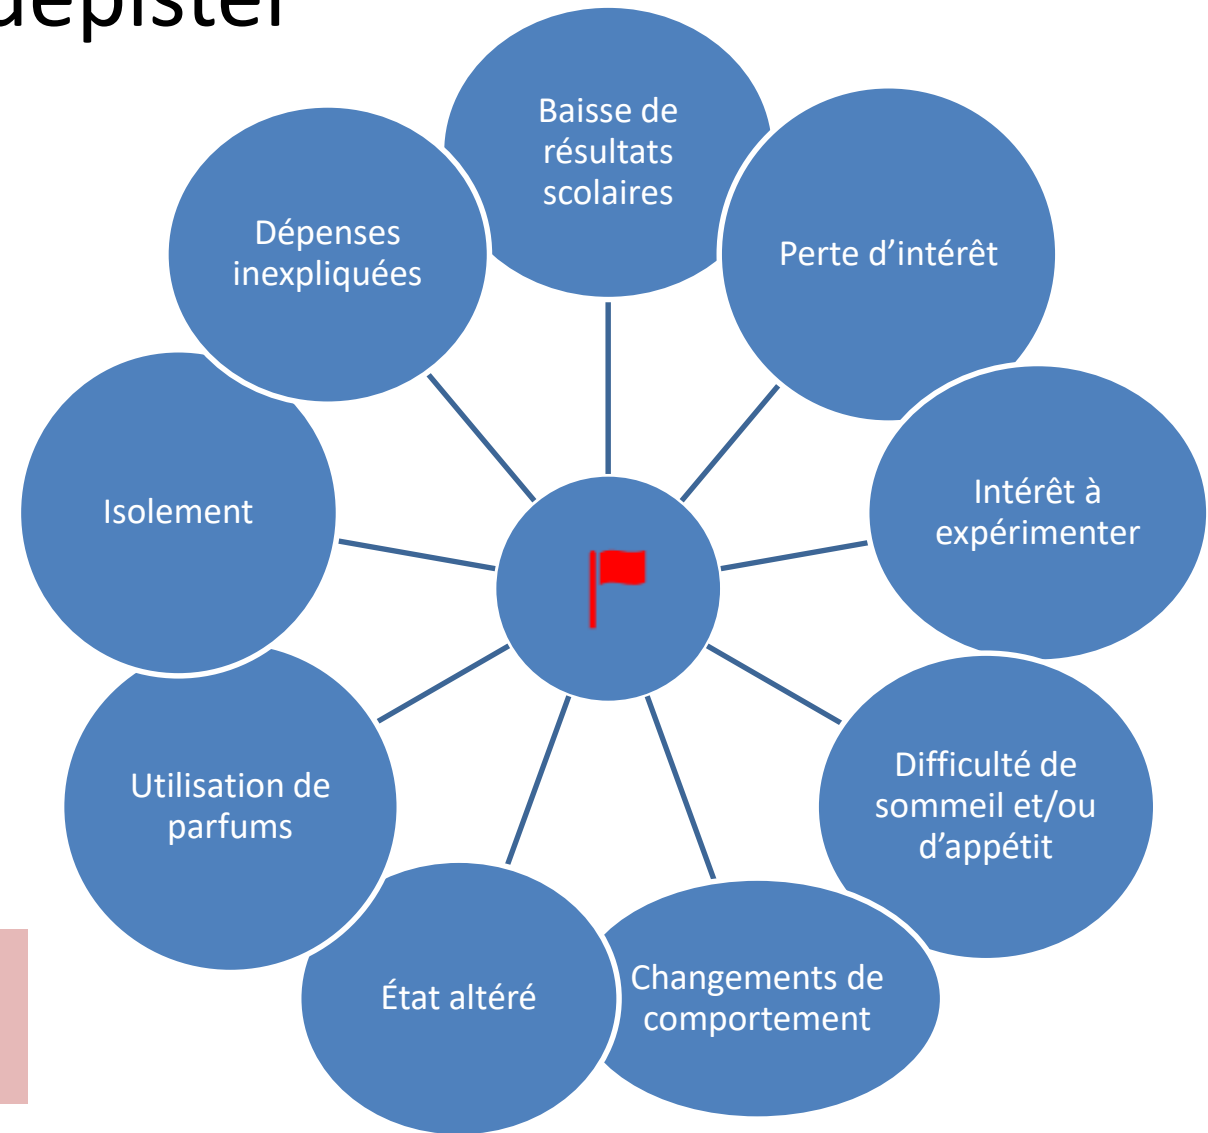 dépister
Baisse de
résultats
scolaires
Perte d’intérêt
Intérêt à
expérimenter
Difficulté de
sommeil et/ou
d’appétit
Changements de
comportement
État altéré
Utilisation de
parfums
Isolement
Dépenses
inexpliquées